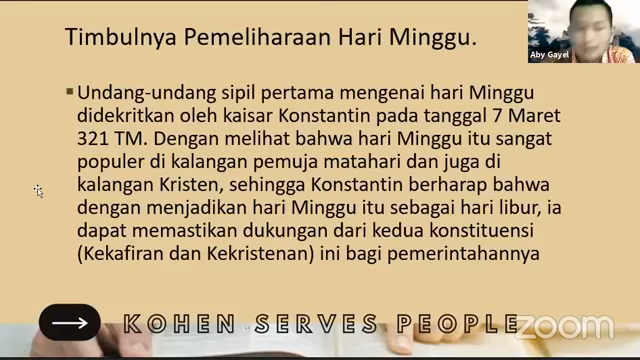 Timbulnya Pemeliharaan Hari Minggu.
Aby Gayel
Undang-undang sipil pertama mengenai hari Minggu
didekritkan oleh kaisar Konstantin pada tanggal 7 Maret
321 TM. Dengan melihat bahwa hari Minggu itu sangat
populer di kalangan pemuja matahari dan juga di
kalangan Kristen, sehingga Konstantin berharap bahwa
dengan menjadikan hari Minggu itu sebagai hari libur, ia
dapat memastikan dukungan dari kedua konstituensi
(Kekafiran dan Kekristenan) ini bagi pemerintahannya
KOHEN SERVES PEOPLE
zoom